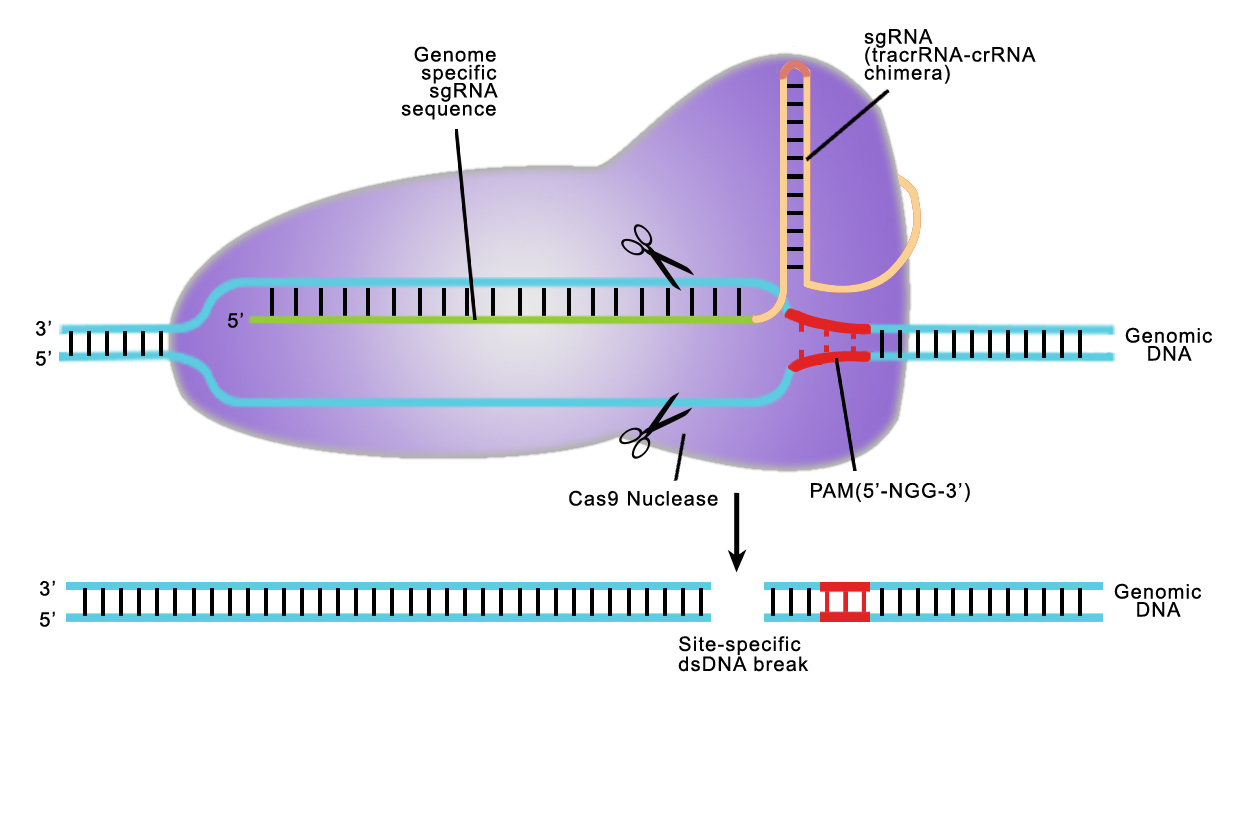 Genome
specific
sgRNA
sequence
sgRNA
(tracrRNA-crRNA
chimera)
5’
3’
5’
Genomic
DNA
Cas9 Nuclease
PAM(5’-NGG-3’)
3’
5’
Genomic
DNA
Site-specific
dsDNA break